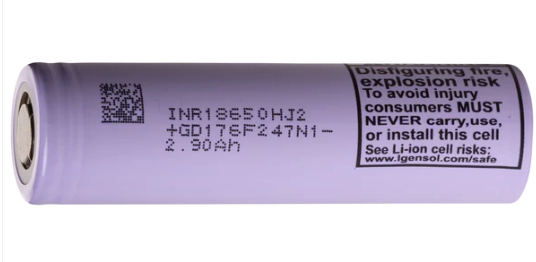 INR18650HJ2
+GD176F247N1-
2.90Ah
Disfiguring fire,
explosion risk
To avoid injury
consumers MUST
NEVER carry,use,
or install this cell
See Li-ion cell risks:
www.lgensol.com/safe